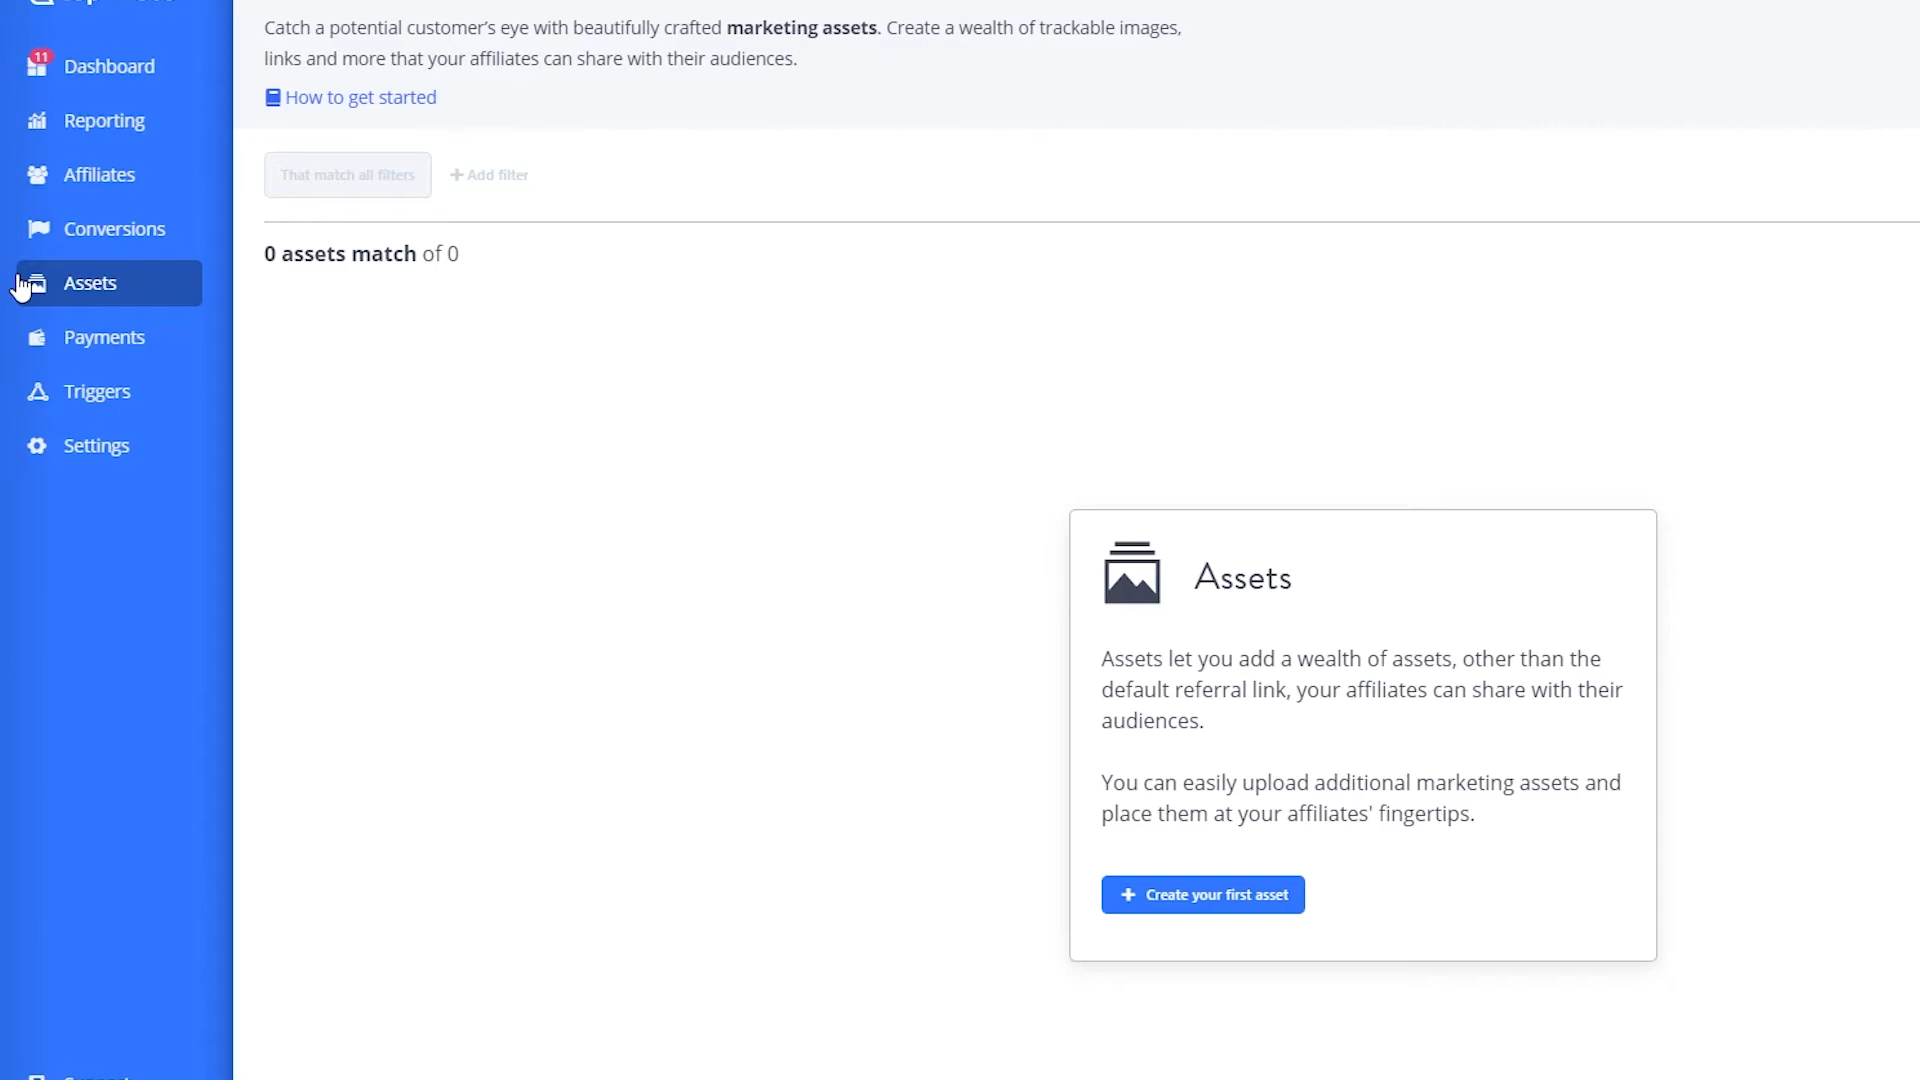 11
Dashboard
Reporting
Affiliates
Conversions
Assets
Payments
Triggers
Settings
Catch a potential customer’s eye with beautifully crafted marketing assets. Create a wealth of trackable images,
links and more that your affiliates can share with their audiences.
How to get started
That match all filters
+ Add filter
0 assets match of 0
Assets
Assets let you add a wealth of assets, other than the
default referral link, your affiliates can share with their
audiences.
You can easily upload additional marketing assets and
place them at your affiliates' fingertips.
+ Create your first asset